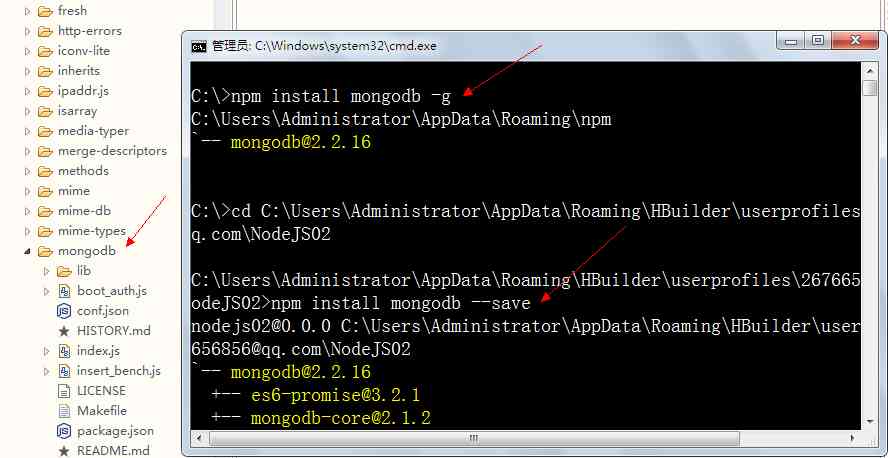 fresh
http-errors
iconv-lite
inherits
ipaddr.js
isarray
media-typer
merge-descriptors
methods
mime
mime-db
mime-types
mongodb
lib
boot_auth.js
conf.json
HISTORY.md
index.js
insert_bench.js
LICENSE
Makefile
package.json
README.md
管理员: C:\Windows\system32\cmd.exe
C:\>npm install mongodb -g
C:\Users\Administrator\AppData\Roaming\npm
`-- mongodb@2.2.16
C:\>cd C:\Users\Administrator\AppData\Roaming\HBuilder\userprofiles
q.com\NodeJS02
C:\Users\Administrator\AppData\Roaming\HBuilder\userprofiles\267665
odeJS02>npm install mongodb --save
nodejs02@0.0.0 C:\Users\Administrator\AppData\Roaming\HBuilder\user
656856@qq.com\NodeJS02
`-- mongodb@2.2.16
+-- es6-promise@3.2.1
+-- mongodb-core@2.1.2